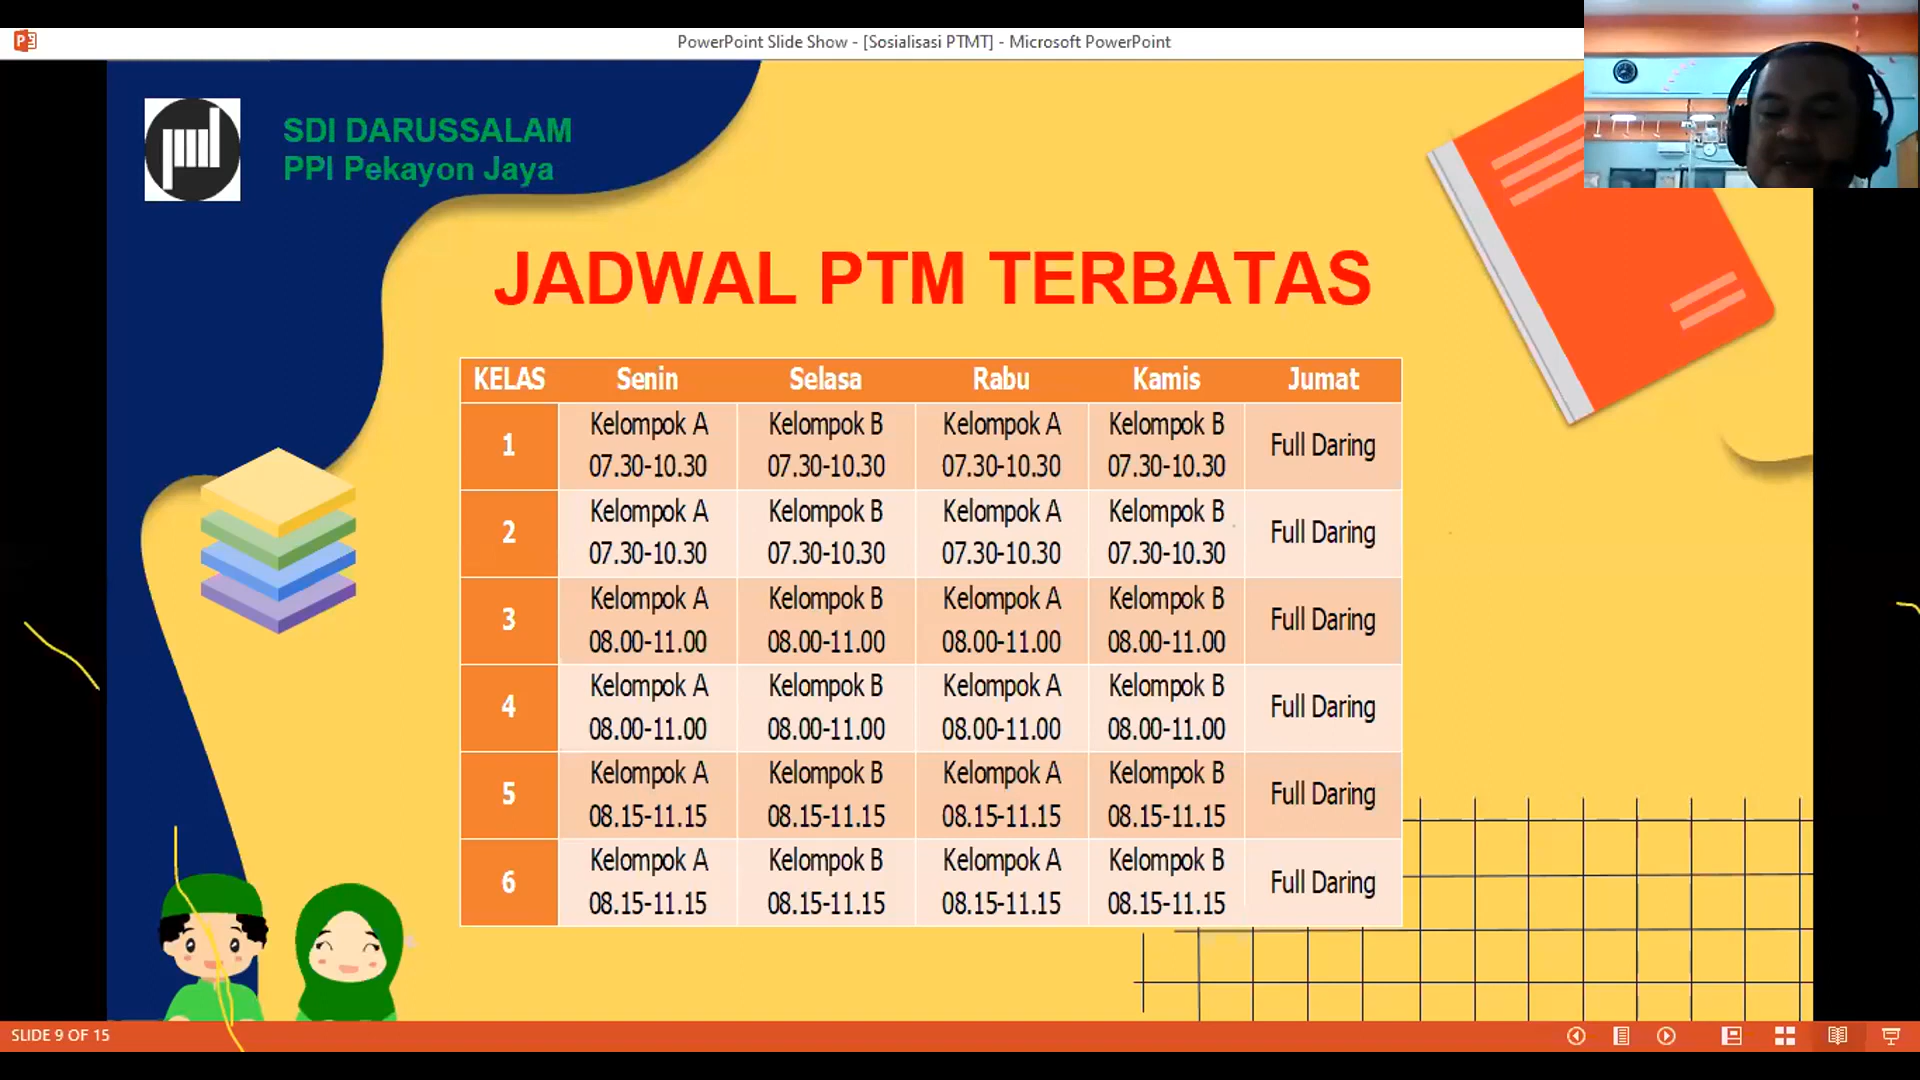 PowerPoint Slide Show - [Sosialisasi PTMT] - Microsoft PowerPoint
SDI DARUSSALAM
PPI Pekayon Jaya
JADWAL PTM TERBATAS
KELAS Senin Selasa Rabu Kamis Jumat
1 Kelompok A 07.30-10.30 Kelompok B 07.30-10.30 Kelompok A 07.30-10.30 Kelompok B 07.30-10.30 Full Daring
2 Kelompok A 07.30-10.30 Kelompok B 07.30-10.30 Kelompok A 07.30-10.30 Kelompok B 07.30-10.30 Full Daring
3 Kelompok A 08.00-11.00 Kelompok B 08.00-11.00 Kelompok A 08.00-11.00 Kelompok B 08.00-11.00 Full Daring
4 Kelompok A 08.00-11.00 Kelompok B 08.00-11.00 Kelompok A 08.00-11.00 Kelompok B 08.00-11.00 Full Daring
5 Kelompok A 08.15-11.15 Kelompok B 08.15-11.15 Kelompok A 08.15-11.15 Kelompok B 08.15-11.15 Full Daring
6 Kelompok A 08.15-11.15 Kelompok B 08.15-11.15 Kelompok A 08.15-11.15 Kelompok B 08.15-11.15 Full Daring
SLIDE 9 OF 15